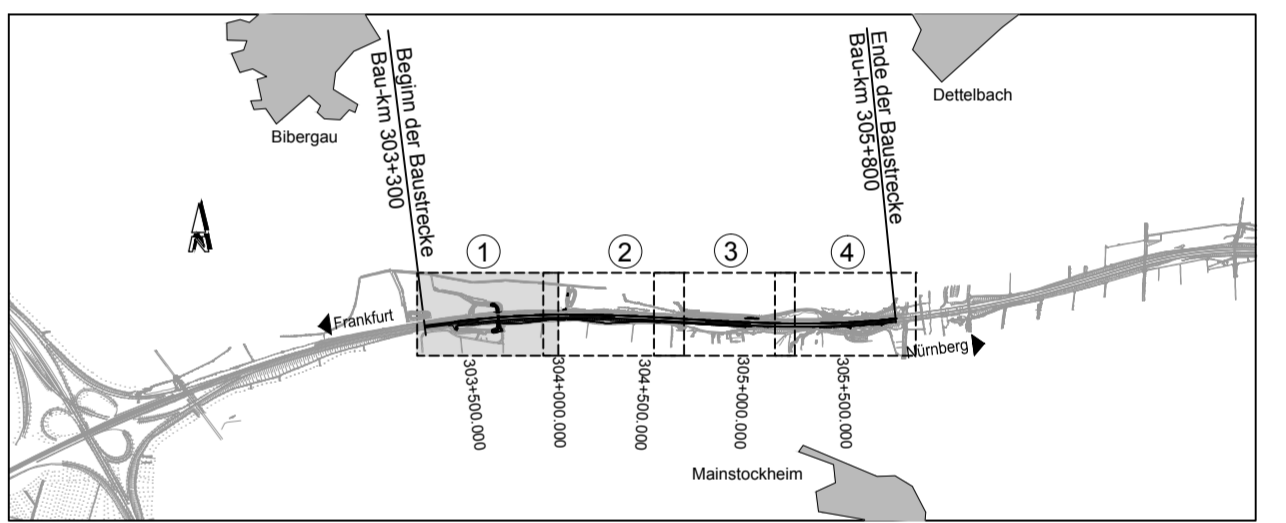 Bibergau
Beginn der Baustrecke
Bau-km 303+300
Ende der Baustrecke
Bau-km 305+800
Dettelbach
N
1
2
3
4
Frankfurt
Nürnberg
303+500.000
304+000.000
304+500.000
305+000.000
305+500.000
Mainstockheim